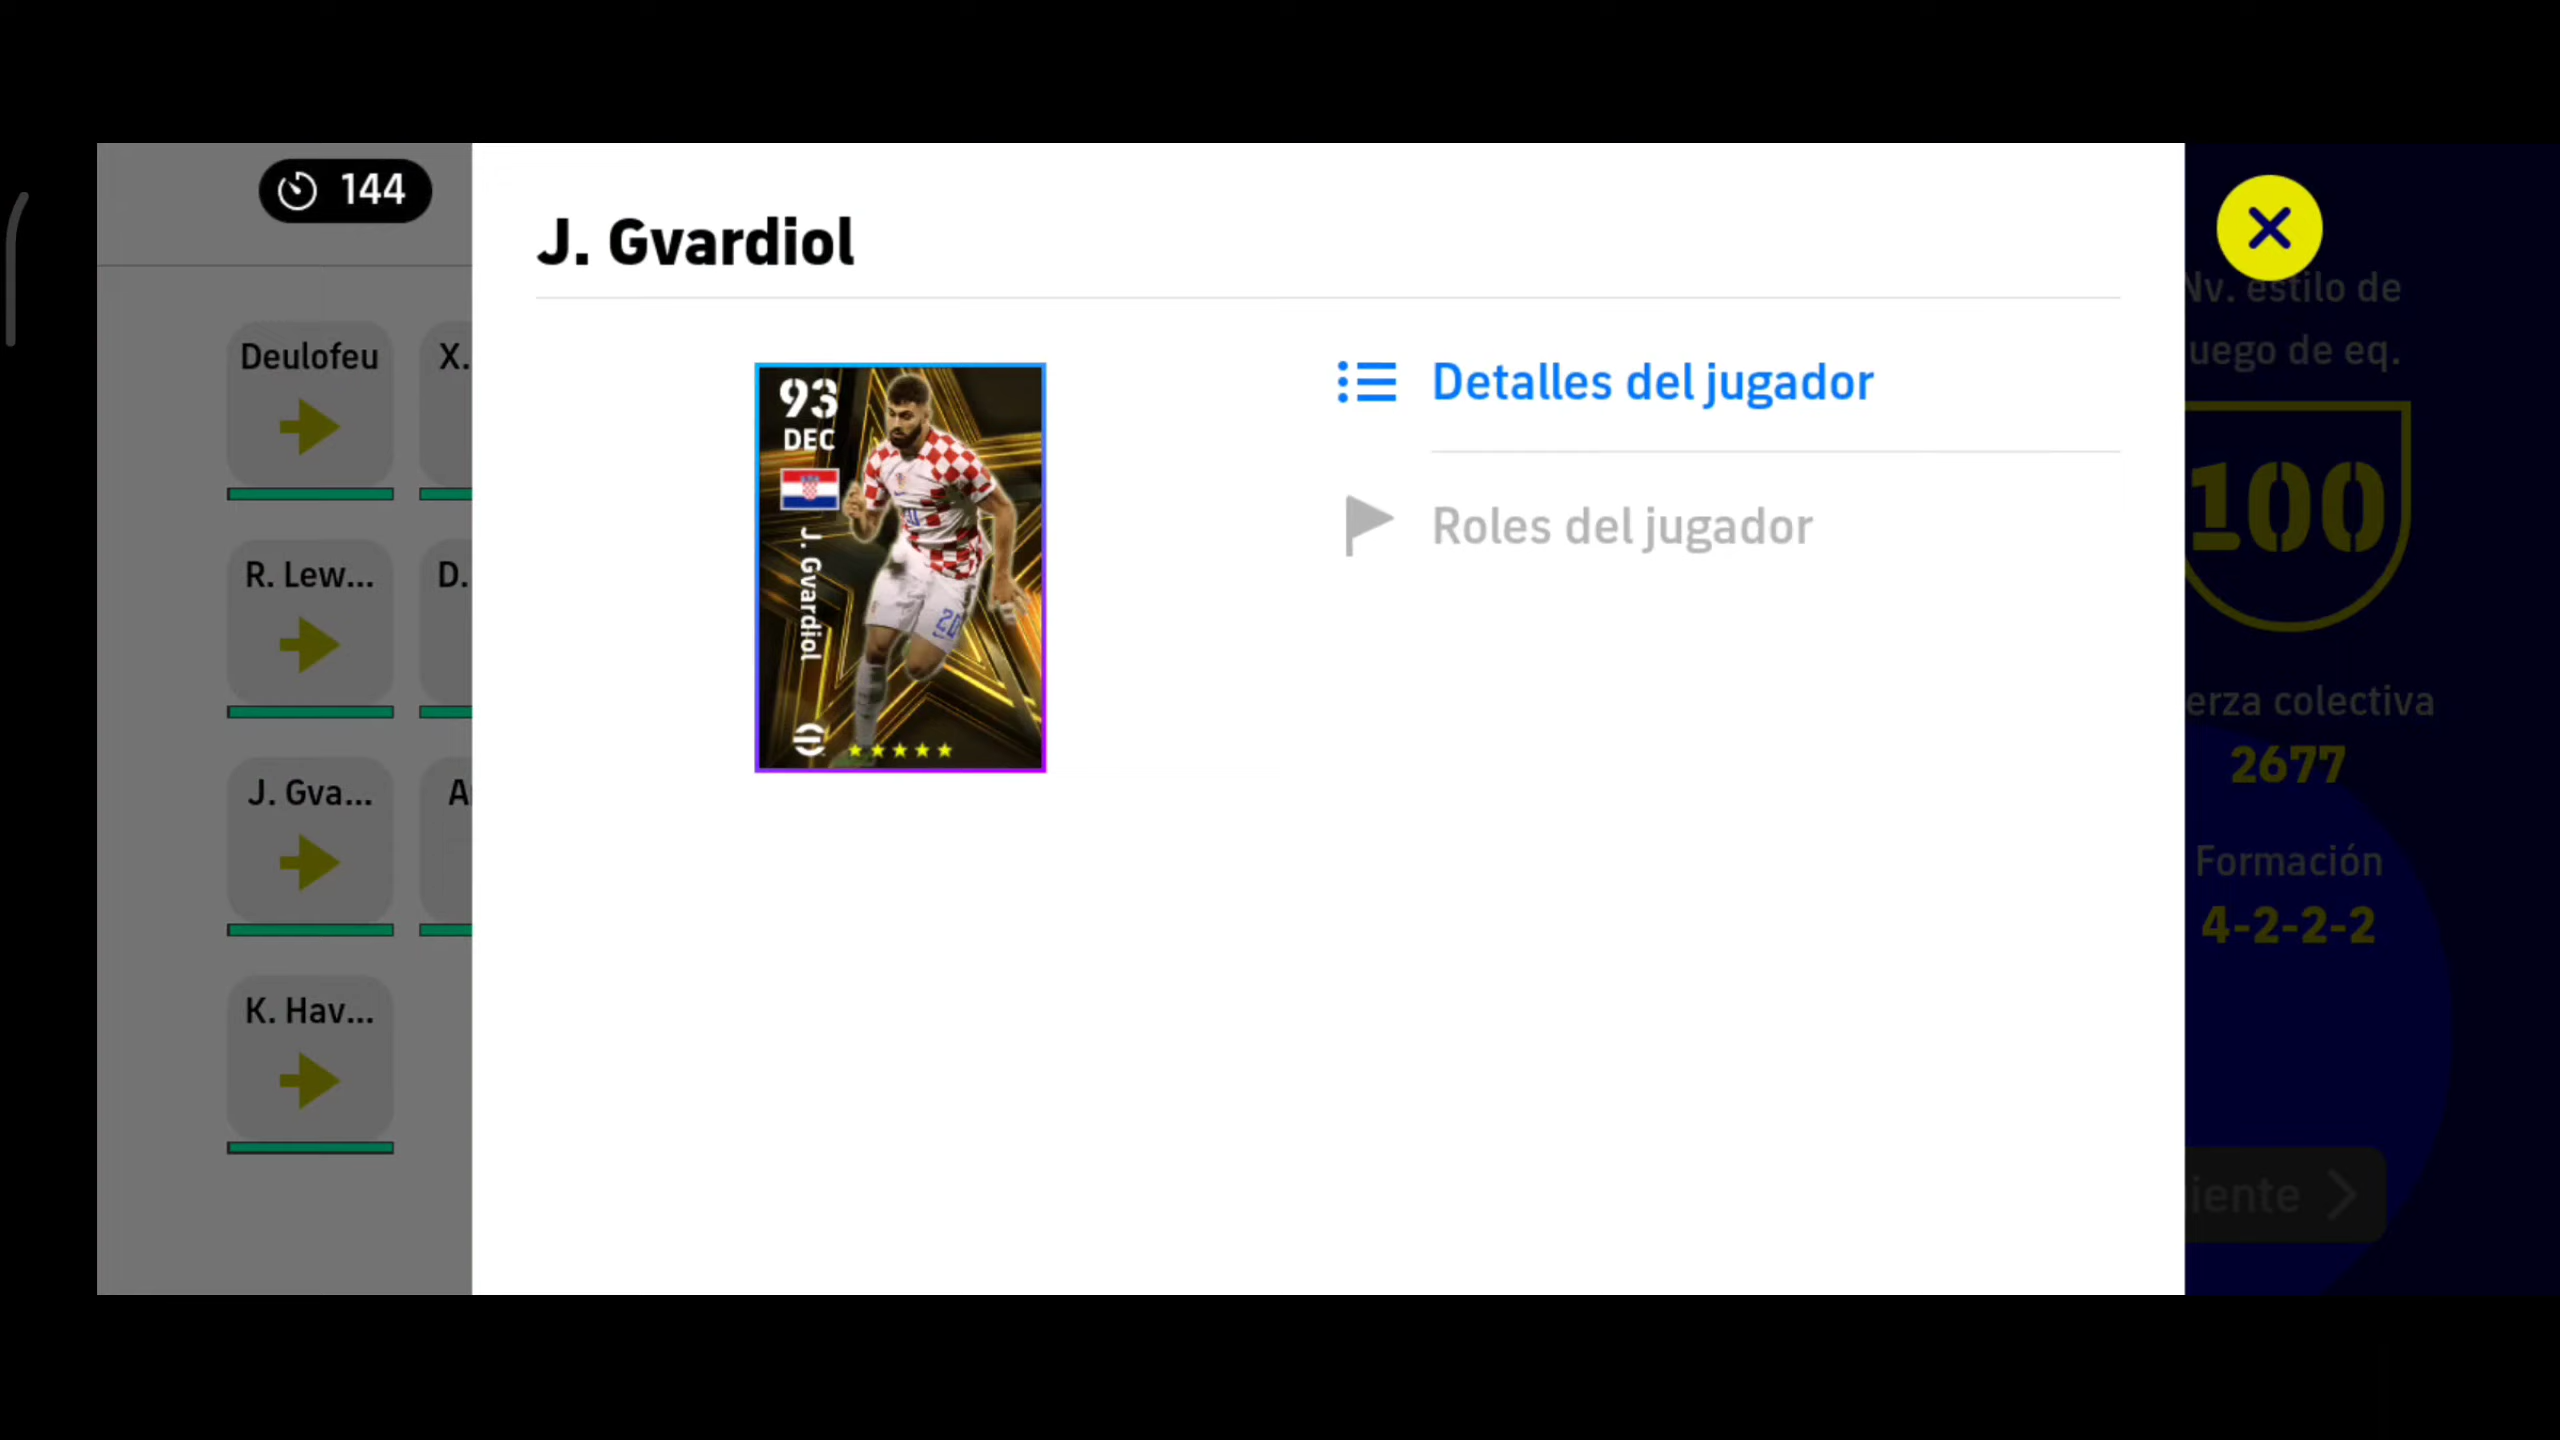 144
J. Gvardiol
Nv. estilo de
uego de eq.
Deulofeu
X.
93
DEC
J. Gvardiol
20
Detalles del jugador
Roles del jugador
100
R. Lew...
D.
erza colectiva
2677
J. Gva...
A
Formación
4-2-2-2
K. Hav...
iente